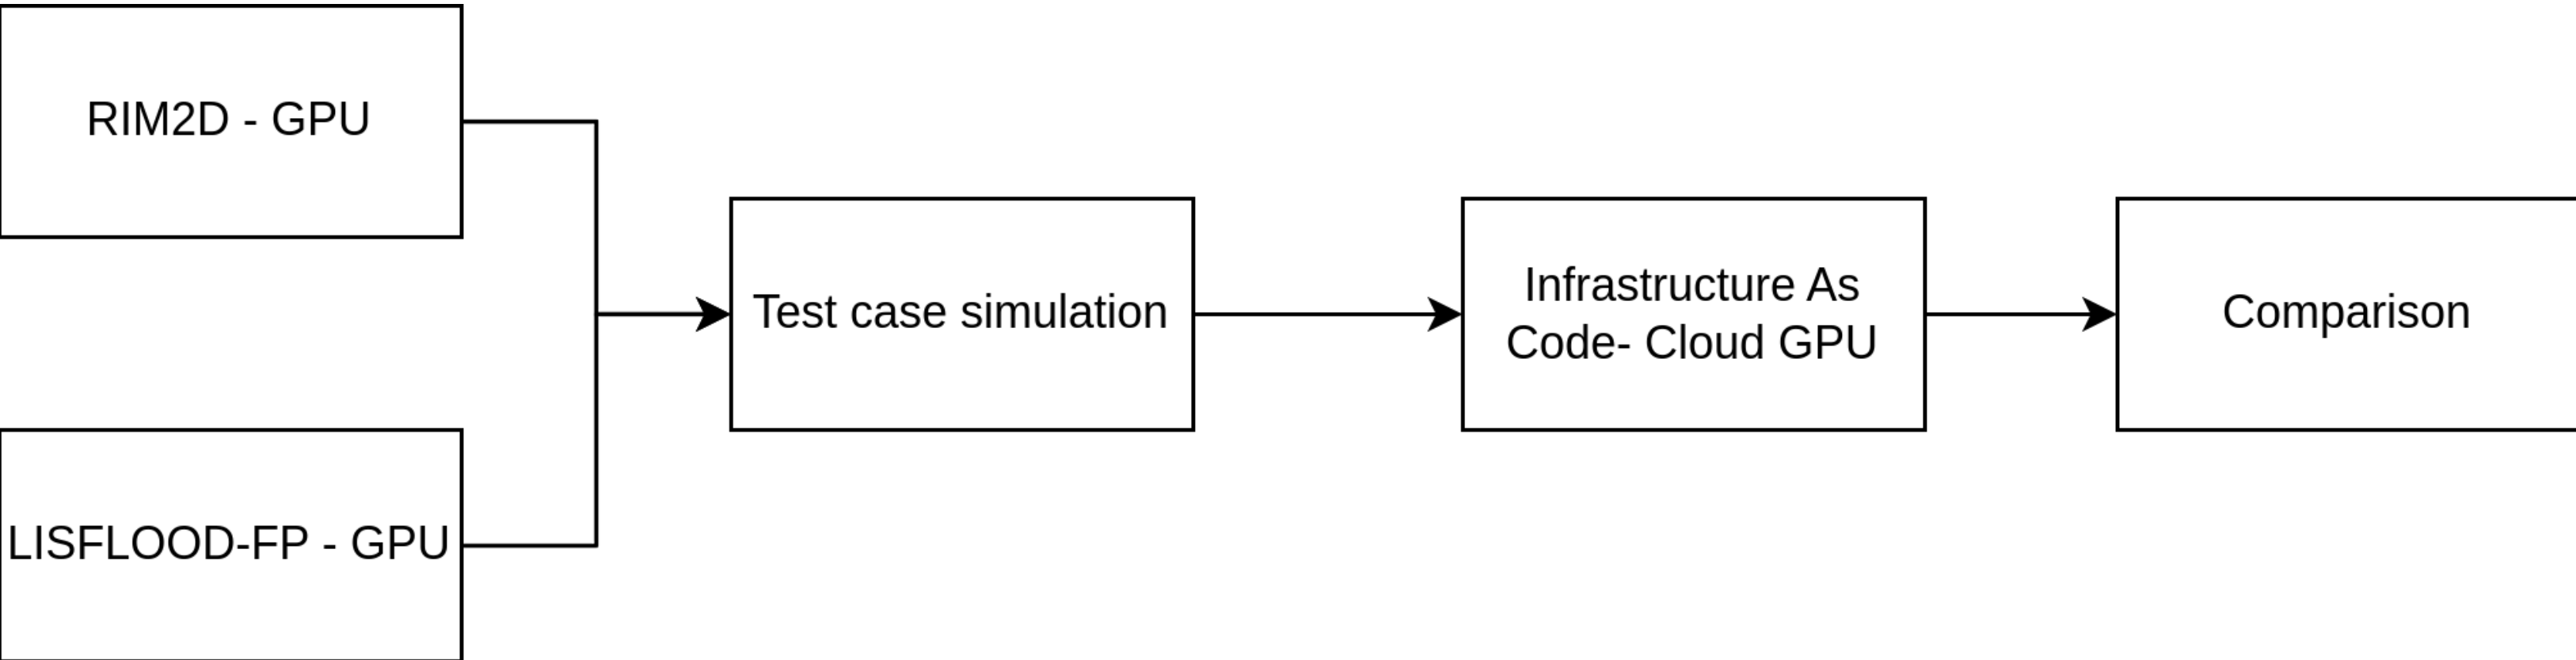 RIM2D - GPU
LISFLOOD-FP - GPU
Test case simulation
Infrastructure As
Code- Cloud GPU
Comparison